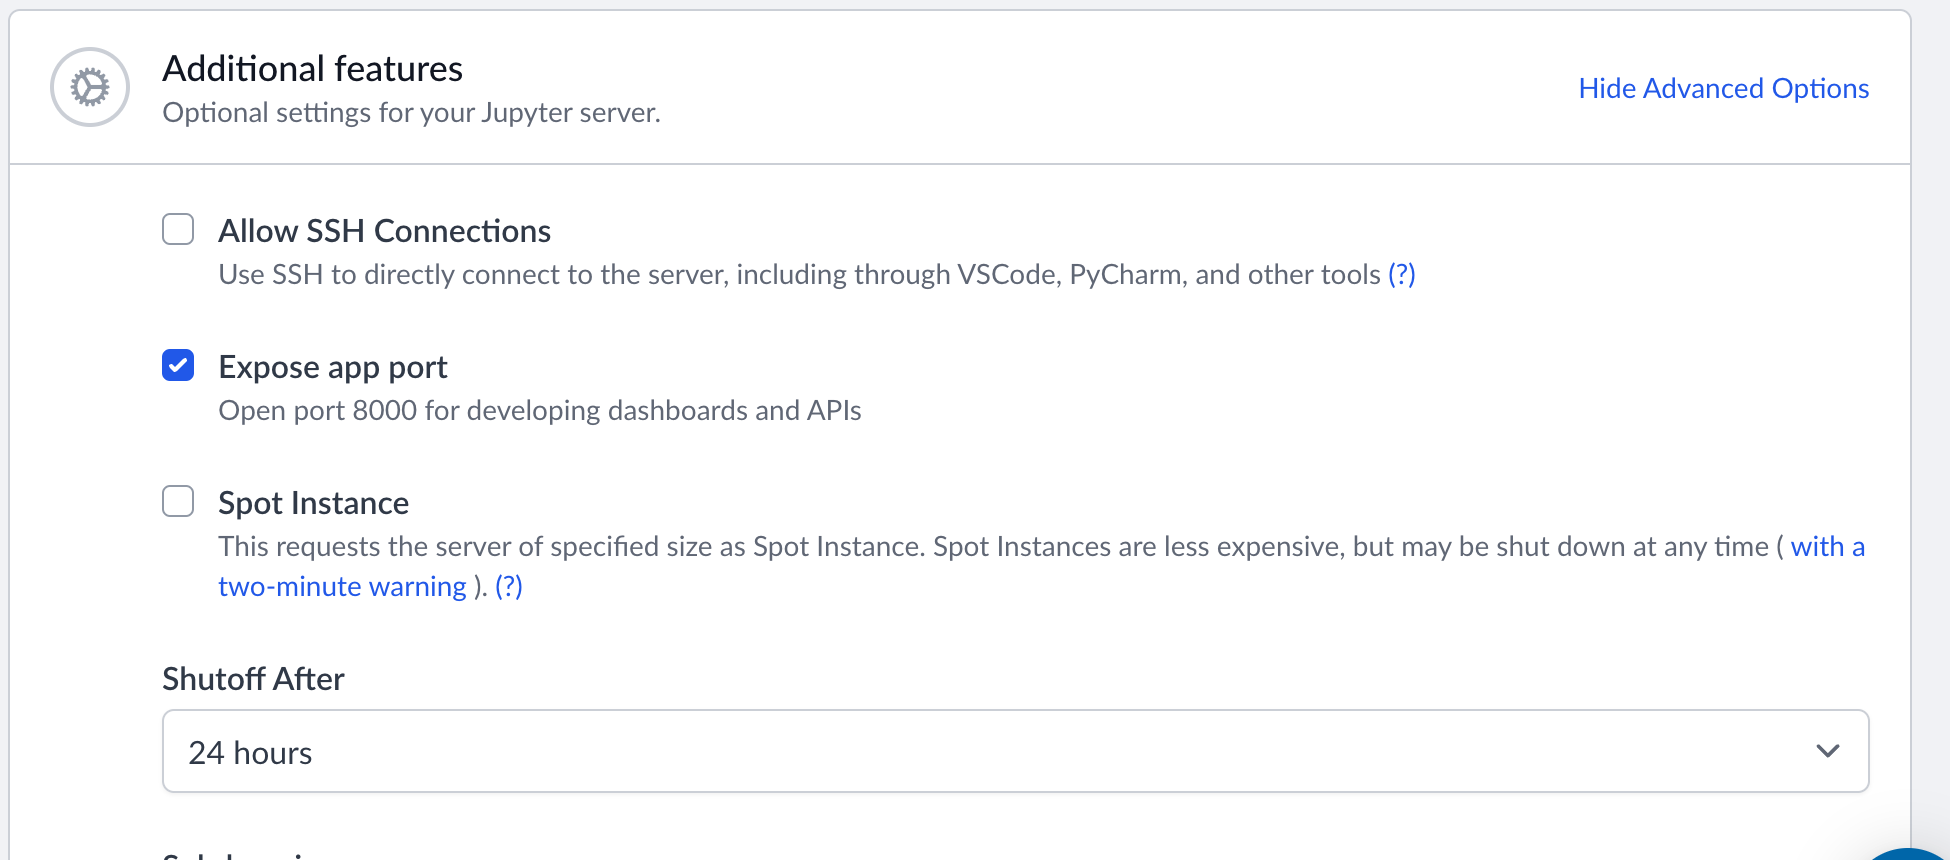 Additional features
Optional settings for your Jupyter server.
Hide Advanced Options
Allow SSH Connections
Use SSH to directly connect to the server, including through VSCode, PyCharm, and other tools (?)
Expose app port
Open port 8000 for developing dashboards and APIs
Spot Instance
This requests the server of specified size as Spot Instance. Spot Instances are less expensive, but may be shut down at any time ( with a
two-minute warning ). (?)
Shutoff After
24 hours